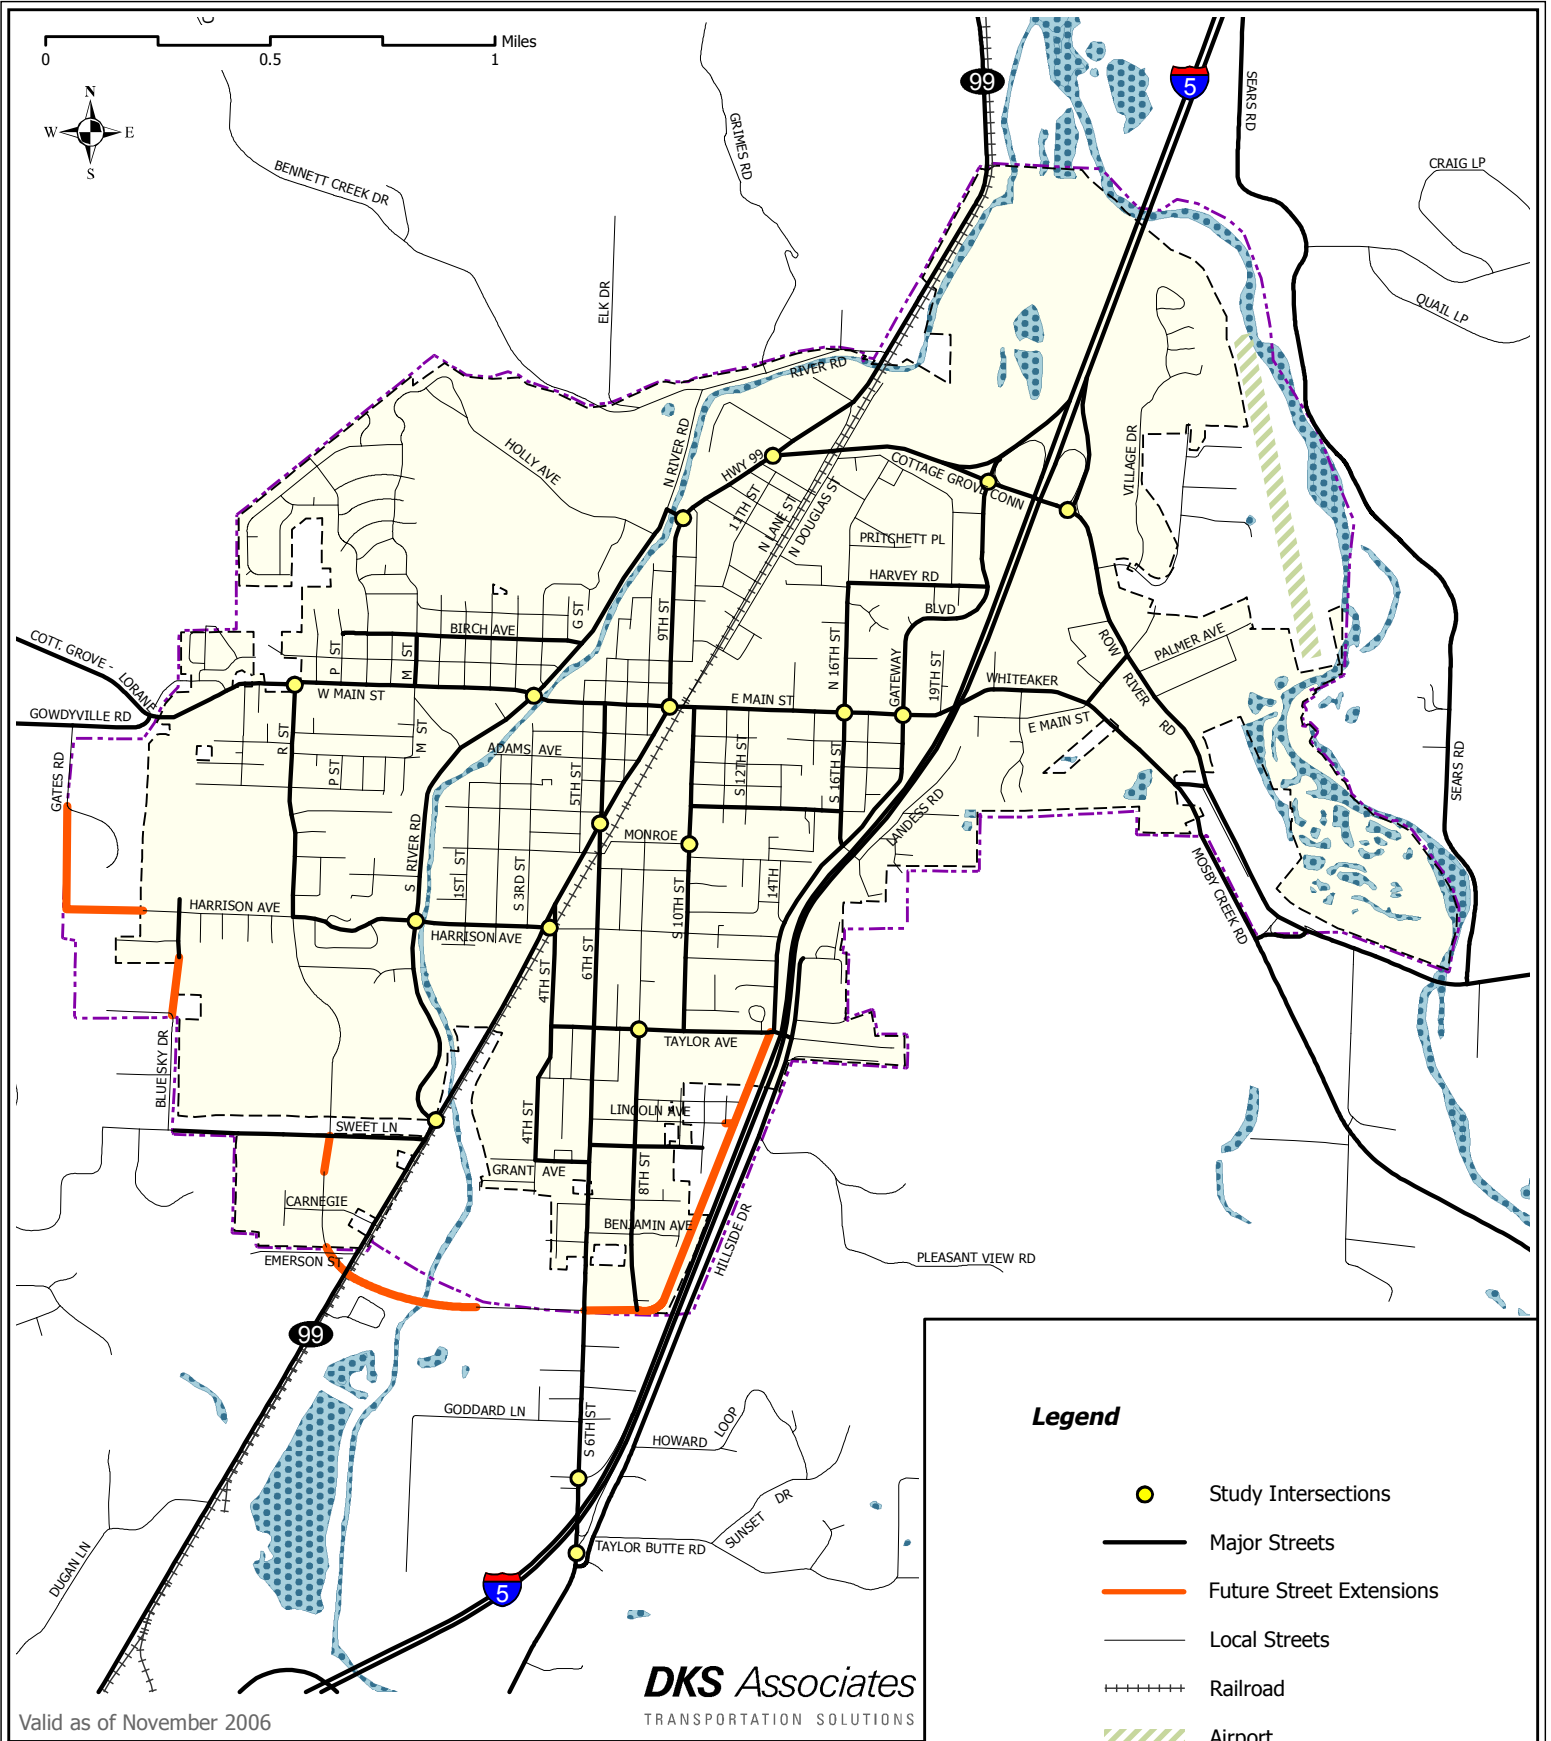 Miles
0
0.5
1
N
W
E
S
99
5
SEARS RD
CRAIG LP
QUAIL LP
GRIMES RD
BENNETT CREEK DR
ELK DR
RIVER RD
N RIVER RD
HOLLY AVE
HWY 99
COTTAGE GROVE CONN
VILLAGE DR
11TH ST
N LANE ST
N DOUGLAS ST
PRITCHETT PL
HARVEY RD
BLVD
G ST
BIRCH AVE
9TH ST
P ST
M ST
N 16TH ST
GATEWAY
19TH ST
ROW
RIVER
RD
PALMER AVE
WHITEAKER
COTT. GROVE -
LORANE
GOWDYVILLE RD
W MAIN ST
E MAIN ST
E MAIN ST
R ST
P ST
M ST
ADAMS AVE
5TH ST
S 12TH ST
S 16TH ST
LANDESS RD
GATES RD
SEARS RD
S RIVER RD
MONROE
1ST ST
S 3RD ST
14TH
S 10TH ST
MOSBY CREEK RD
HARRISON AVE
HARRISON AVE
6TH ST
4TH ST
TAYLOR AVE
BLUE SKY DR
SWEET LN
LINCOLN AVE
4TH ST
GRANT AVE
8TH ST
CARNEGIE
BENJAMIN AVE
HILLSIDE DR
EMERSON ST
PLEASANT VIEW RD
99
GODDARD LN
S 6TH ST
HOWARD
LOOP
SUNSET
DR
TAYLOR BUTTE RD
DUGAN LN
5
Legend
Study Intersections
Major Streets
Future Street Extensions
Local Streets
Railroad
Airport
DKS Associates
TRANSPORTATION SOLUTIONS
Valid as of November 2006